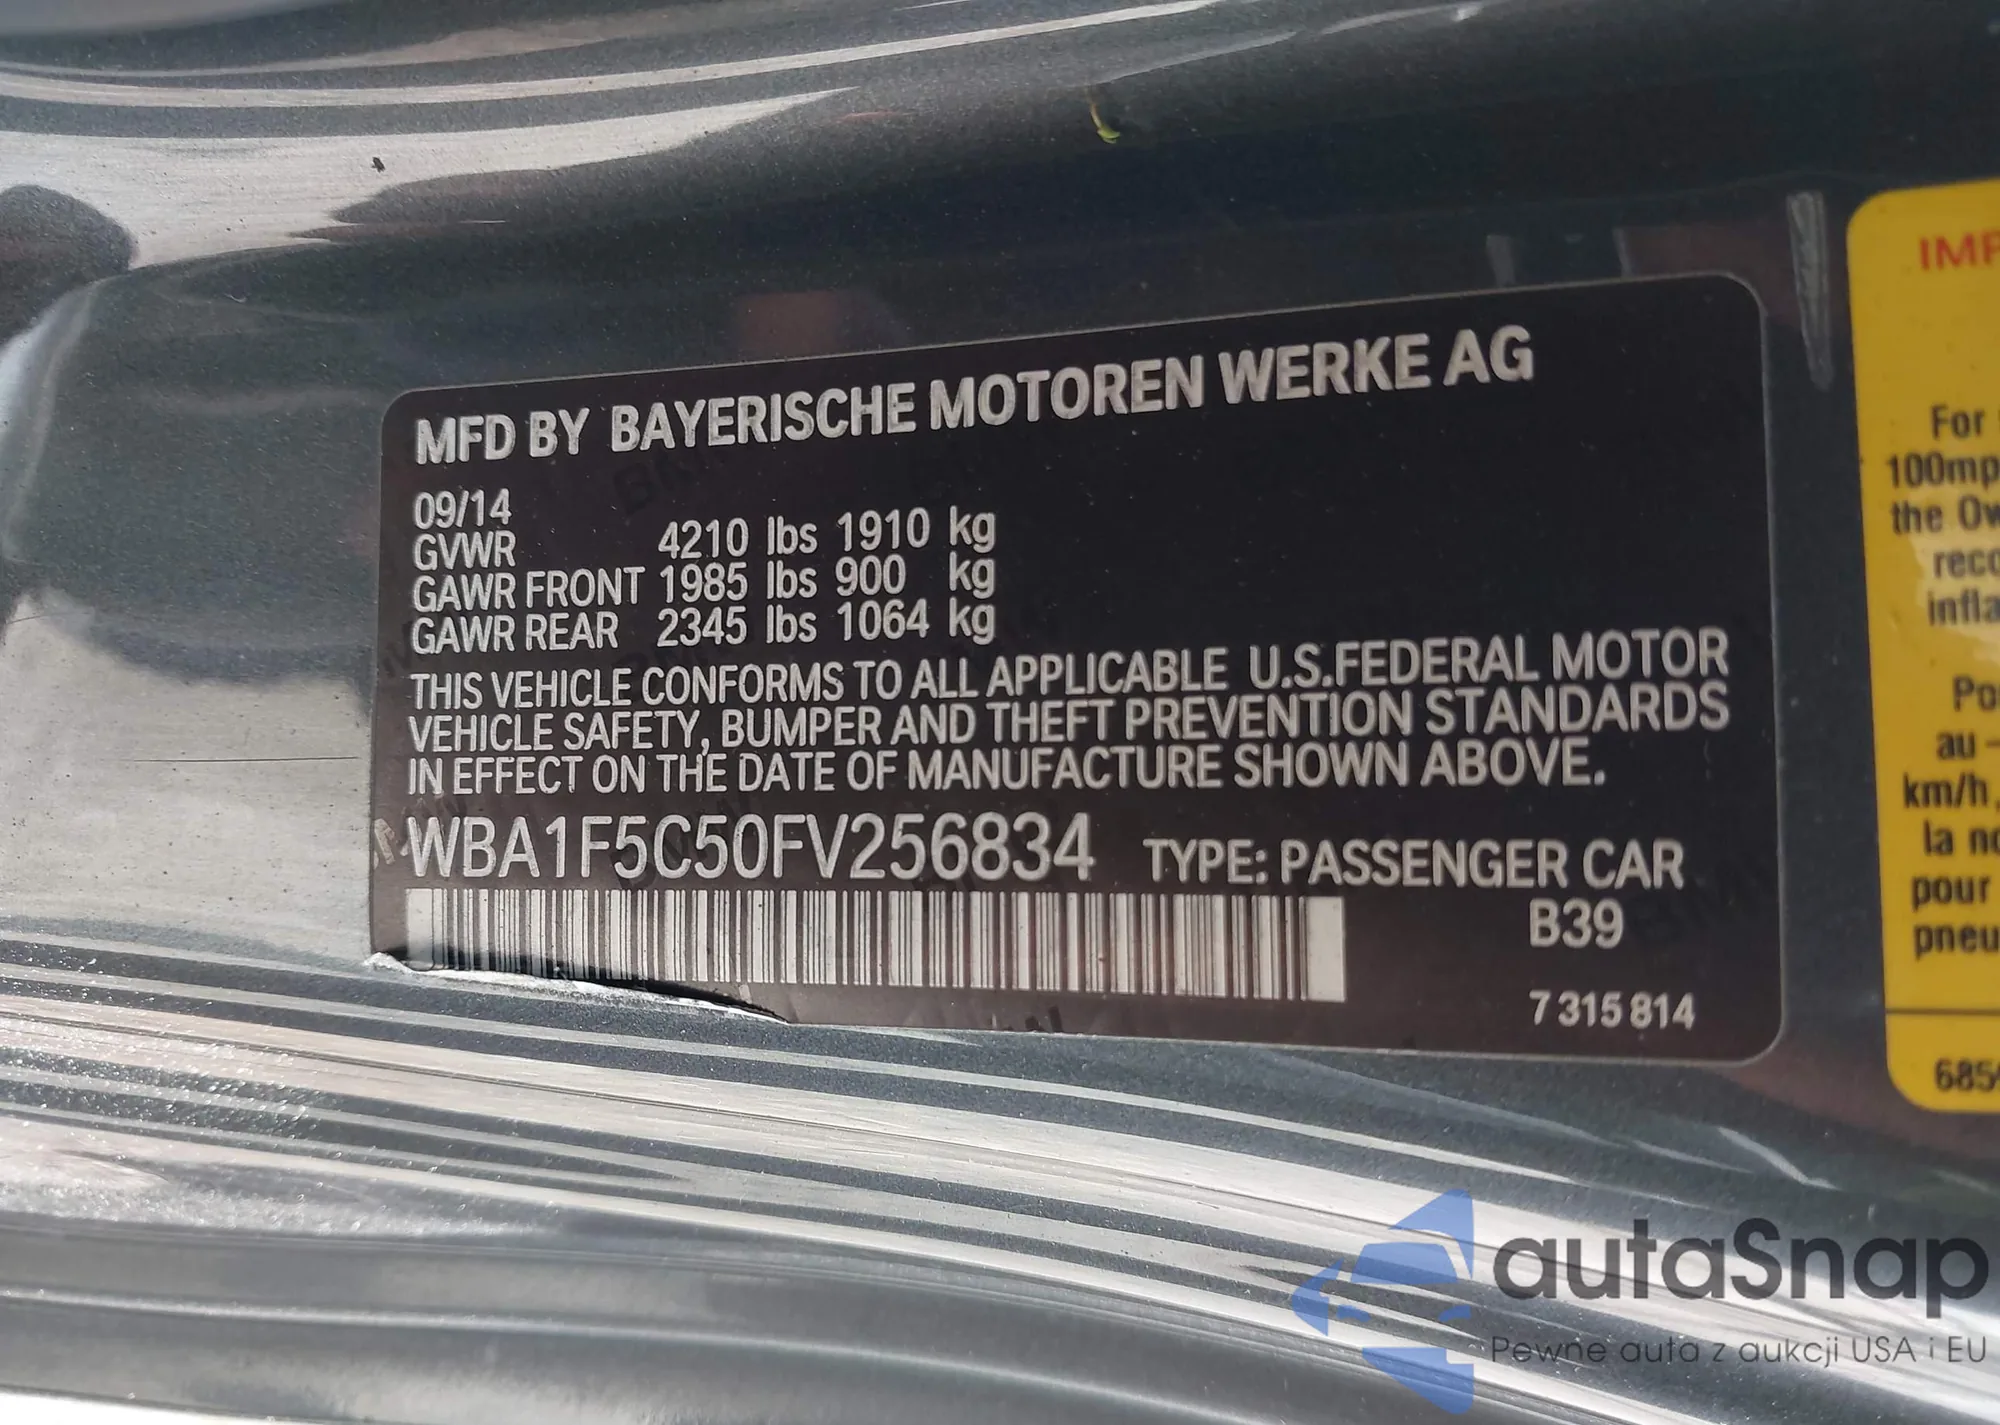 MFD BY BAYERISCHE MOTOREN WERKE AG
09/14
GVWR 4210 lbs 1910 kg
GAWR FRONT 1985 lbs 900 kg
GAWR REAR 2345 lbs 1064 kg
THIS VEHICLE CONFORMS TO ALL APPLICABLE U.S.FEDERAL MOTOR
VEHICLE SAFETY, BUMPER AND THEFT PREVENTION STANDARDS
IN EFFECT ON THE DATE OF MANUFACTURE SHOWN ABOVE.
WBA1F5C50FV256834 TYPE: PASSENGER CAR
B39
7 315 814
IMP
For
100mp
the Ow
reco
infla
Po
au -
km/h,
la no
pour
pneu
685
autaSnap
Pewne auta z aukcji USA i EU